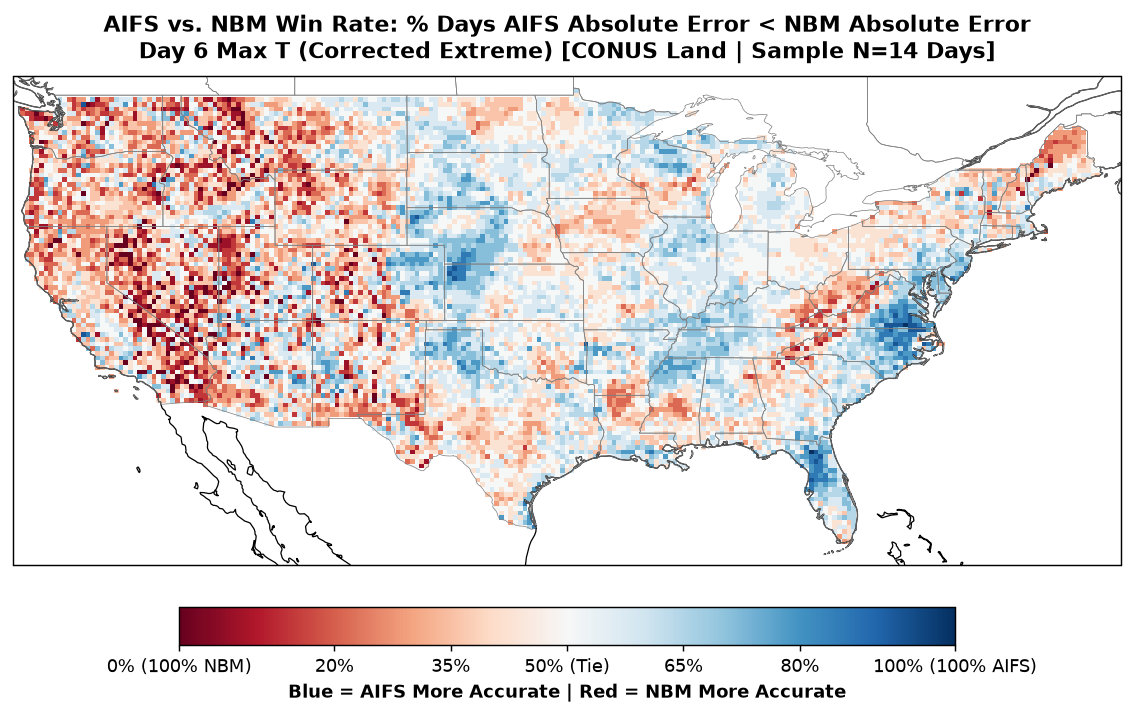 AIFS vs. NBM Win Rate: % Days AIFS Absolute Error < NBM Absolute Error
Day 6 Max T (Corrected Extreme) [CONUS Land | Sample N=14 Days]
0% (100% NBM) 20% 35% 50% (Tie) 65% 80% 100% (100% AIFS)
Blue = AIFS More Accurate | Red = NBM More Accurate